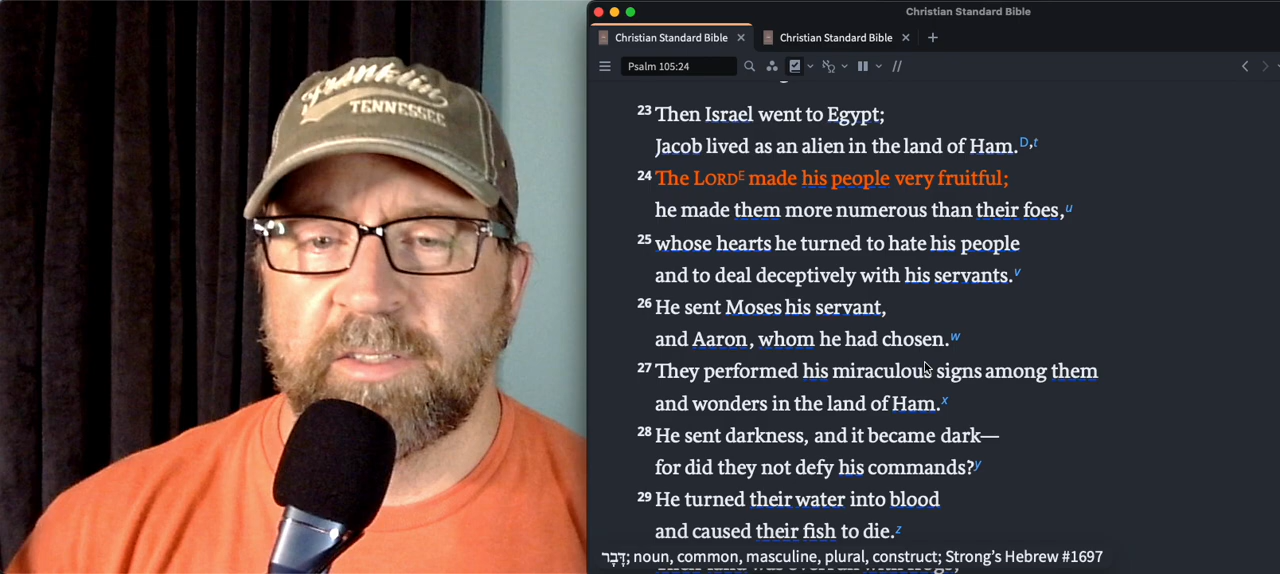 Franklin
TENNESSEE
Christian Standard Bible
Christian Standard Bible
Christian Standard Bible
Psalm 105:24
23 Then Israel went to Egypt;
Jacob lived as an alien in the land of Ham.D,t
24 The LORDE made his people very fruitful;
he made them more numerous than their foes,u
25 whose hearts he turned to hate his people
and to deal deceptively with his servants.v
26 He sent Moses his servant,
and Aaron, whom he had chosen.w
27 They performed his miraculous signs among them
and wonders in the land of Ham.x
28 He sent darkness, and it became dark—
for did they not defy his commands?y
29 He turned their water into blood
and caused their fish to die.z
דָּבָר; noun, common, masculine, plural, construct; Strong’s Hebrew #1697